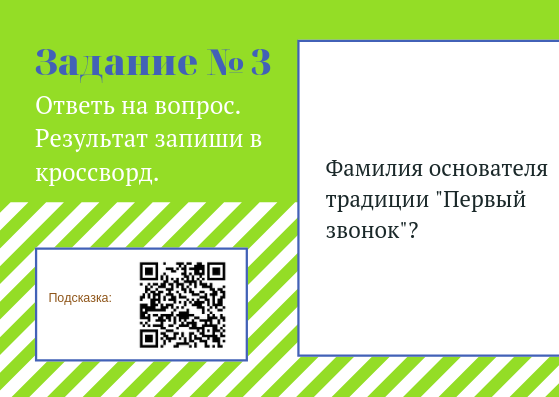 Задание № 3
Ответь на вопрос.
Результат запиши в
кроссворд.
Подсказка:
Фамилия основателя
традиции "Первый
звонок"?